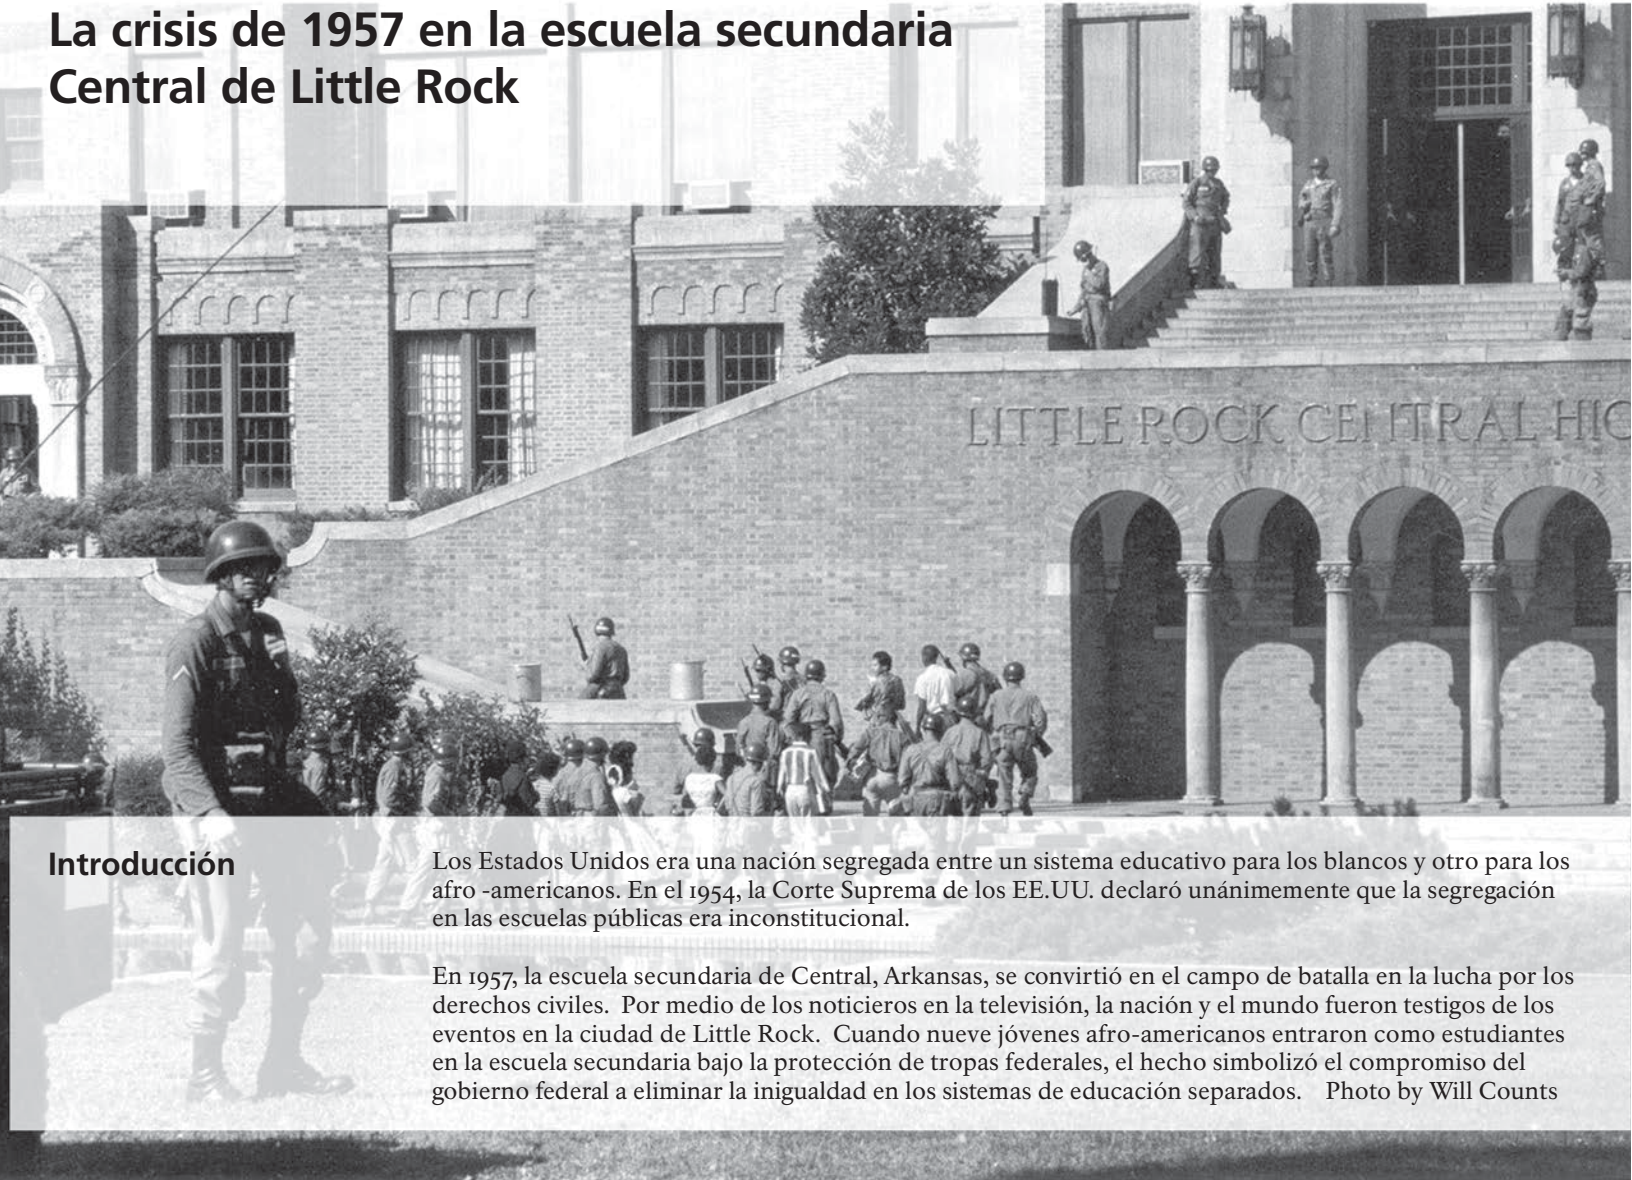 La crisis de 1957 en la escuela secundaria
Central de Little Rock
LITTLE ROCK CENTRAL HIG
Introducción
Los Estados Unidos era una nación segregada entre un sistema educativo para los blancos y otro para los
afro -americanos. En el 1954, la Corte Suprema de los EE.UU. declaró unánimemente que la segregación
en las escuelas públicas era inconstitucional.
En 1957, la escuela secundaria de Central, Arkansas, se convirtió en el campo de batalla en la lucha por los
derechos civiles. Por medio de los noticieros en la televisión, la nación y el mundo fueron testigos de los
eventos en la ciudad de Little Rock. Cuando nueve jóvenes afro-americanos entraron como estudiantes
en la escuela secundaria bajo la protección de tropas federales, el hecho simbolizó el compromiso del
gobierno federal a eliminar la inigualdad en los sistemas de educación separados. Photo by Will Counts